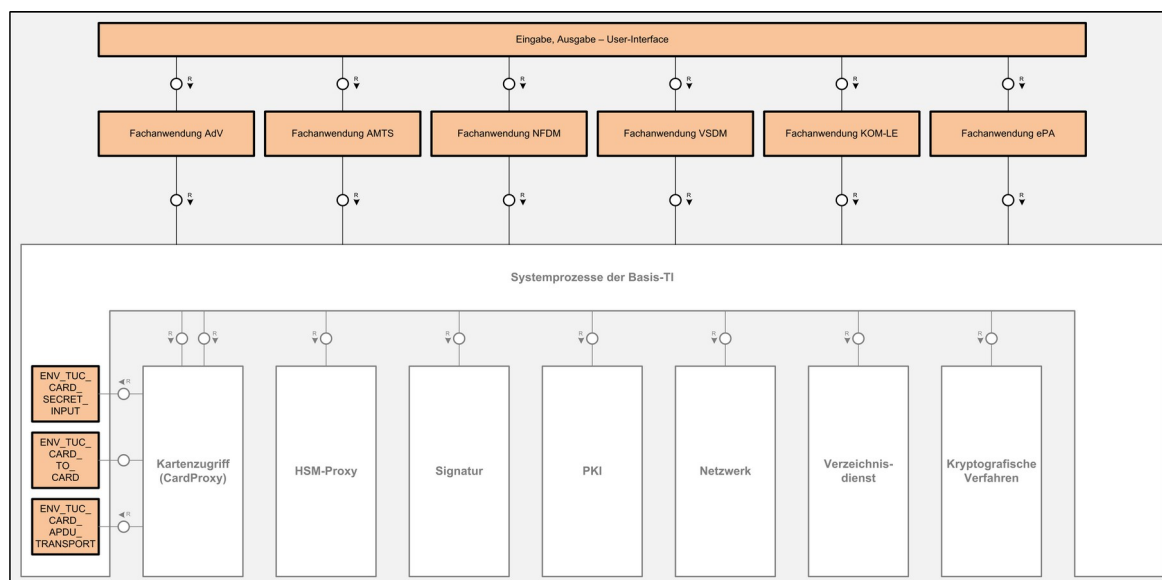 Eingabe, Ausgabe – User-Interface
R
R
R
R
R
R
Fachanwendung AdV
Fachanwendung AMTS
Fachanwendung NFDM
Fachanwendung VSDM
Fachanwendung KOM-LE
Fachanwendung ePA
R
R
R
R
R
R
Systemprozesse der Basis-TI
R
R
R
R
R
R
R
R
ENV_TUC_
CARD_
SECRET_
INPUT
R
ENV_TUC_
CARD_
TO_
CARD
ENV_TUC_
CARD_
APDU_
TRANSPORT
R
Kartenzugriff
(CardProxy)
HSM-Proxy
Signatur
PKI
Netzwerk
Verzeichnis-
dienst
Kryptografische
Verfahren